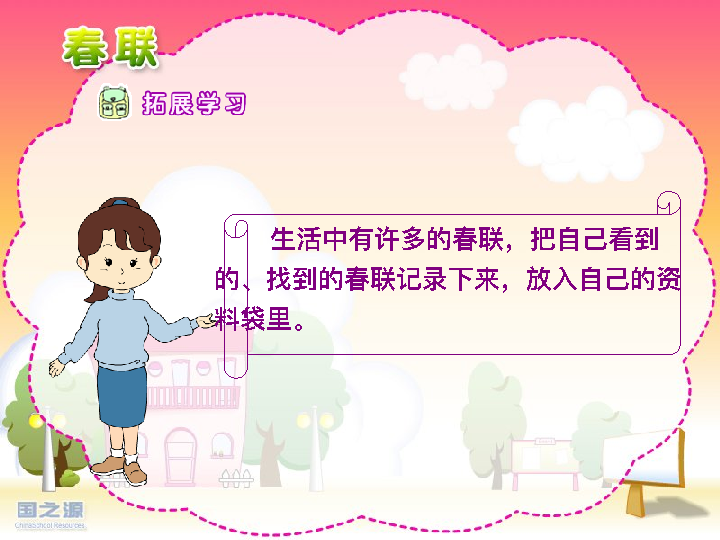 春联
拓展学习
生活中有许多的春联，把自己看到
的、找到的春联记录下来，放入自己的资
料袋里。
国之源
ChinaSchool Resources